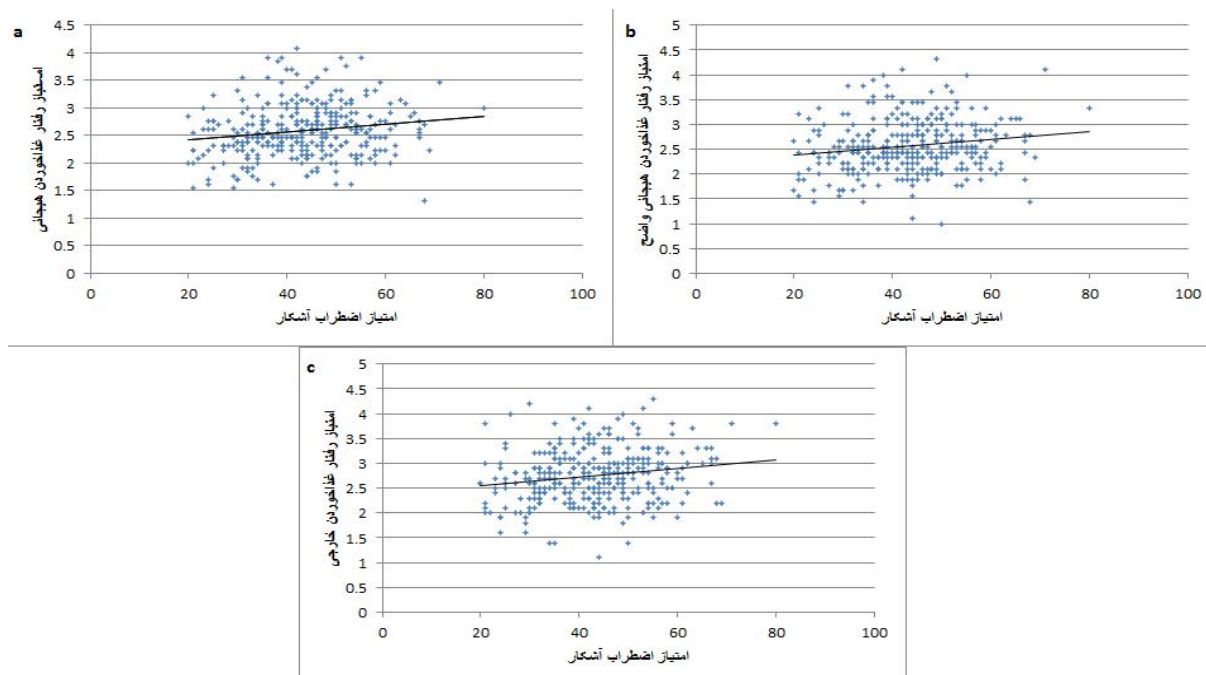 a
امتیاز رفتار غذاخوردن هیجانی
4.5
4
3.5
3
2.5
2
1.5
1
0.5
0
0 20 40 60 80 100
امتیاز اضطراب آشکار
b
امتیاز رفتار غذاخوردن هیجانی واضح
5
4.5
4
3.5
3
2.5
2
1.5
1
0.5
0
0 20 40 60 80 100
امتیاز اضطراب آشکار
c
امتیاز رفتار غذاخوردن خارجی
5
4.5
4
3.5
3
2.5
2
1.5
1
0.5
0
0 20 40 60 80 100
امتیاز اضطراب آشکار